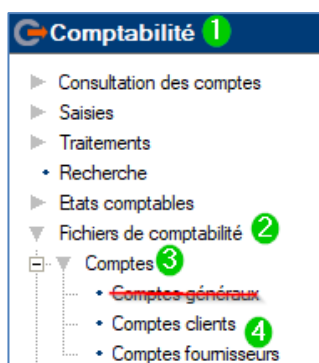 Comptabilité 1
Consultation des comptes
Saisies
Traitements
Recherche
Etats comptables
Fichiers de comptabilité 2
Comptes 3
Comptes généraux
Comptes clients 4
Comptes fournisseurs